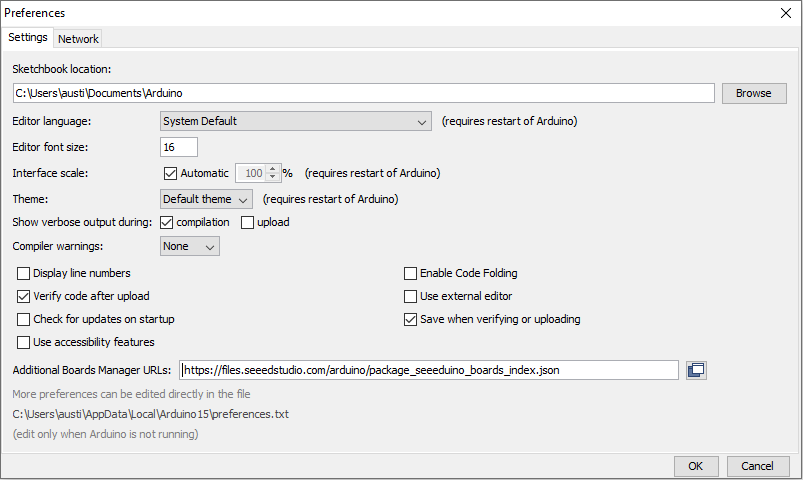 Preferences
Settings Network
Sketchbook location:
C:\Users\austi\Documents\Arduino Browse
Editor language: System Default (requires restart of Arduino)
Editor font size: 16
Interface scale: Automatic 100 % (requires restart of Arduino)
Theme: Default theme (requires restart of Arduino)
Show verbose output during: compilation upload
Compiler warnings: None
Display line numbers Enable Code Folding
Verify code after upload Use external editor
Check for updates on startup Save when verifying or uploading
Use accessibility features
Additional Boards Manager URLs: https://files.seeedstudio.com/arduino/package_seeeduino_boards_index.json
More preferences can be edited directly in the file
C:\Users\austi\AppData\Local\Arduino15\preferences.txt
(edit only when Arduino is not running)
OK Cancel